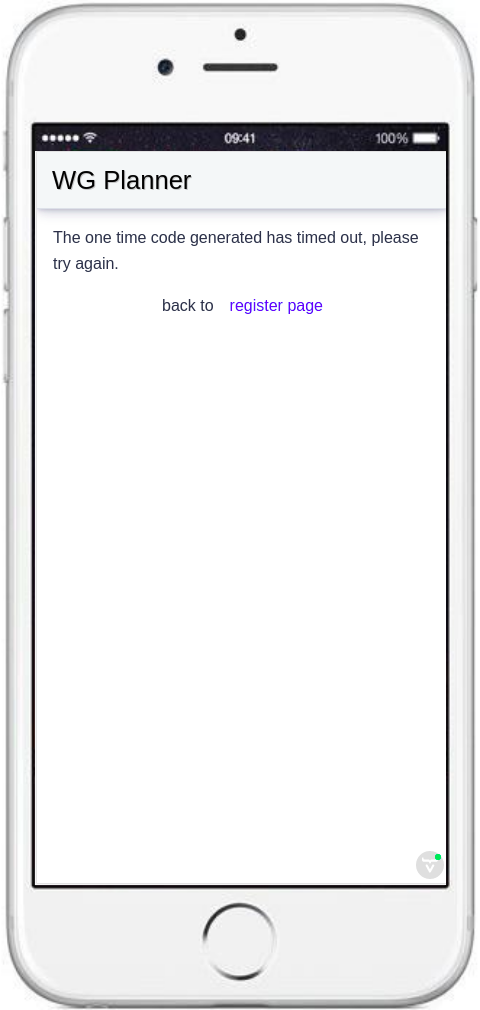 09:41
100%
WG Planner
The one time code generated has timed out, please
try again.
back to register page